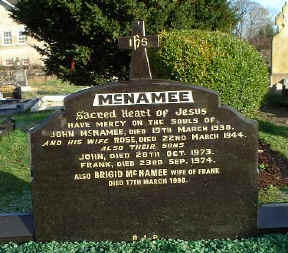 IHS
McNAMEE
Sacred Heart of Jesus
HAVE MERCY ON THE SOULS OF
JOHN McNAMEE, DIED 15TH MARCH 1938.
AND HIS WIFE ROSE, DIED 22ND MARCH 1944.
ALSO THEIR SONS
JOHN, DIED 28TH OCT. 1973.
FRANK, DIED 23RD SEP. 1974.
ALSO BRIGID McNAMEE WIFE OF FRANK
DIED 17TH MARCH 1990.
R.I.P.